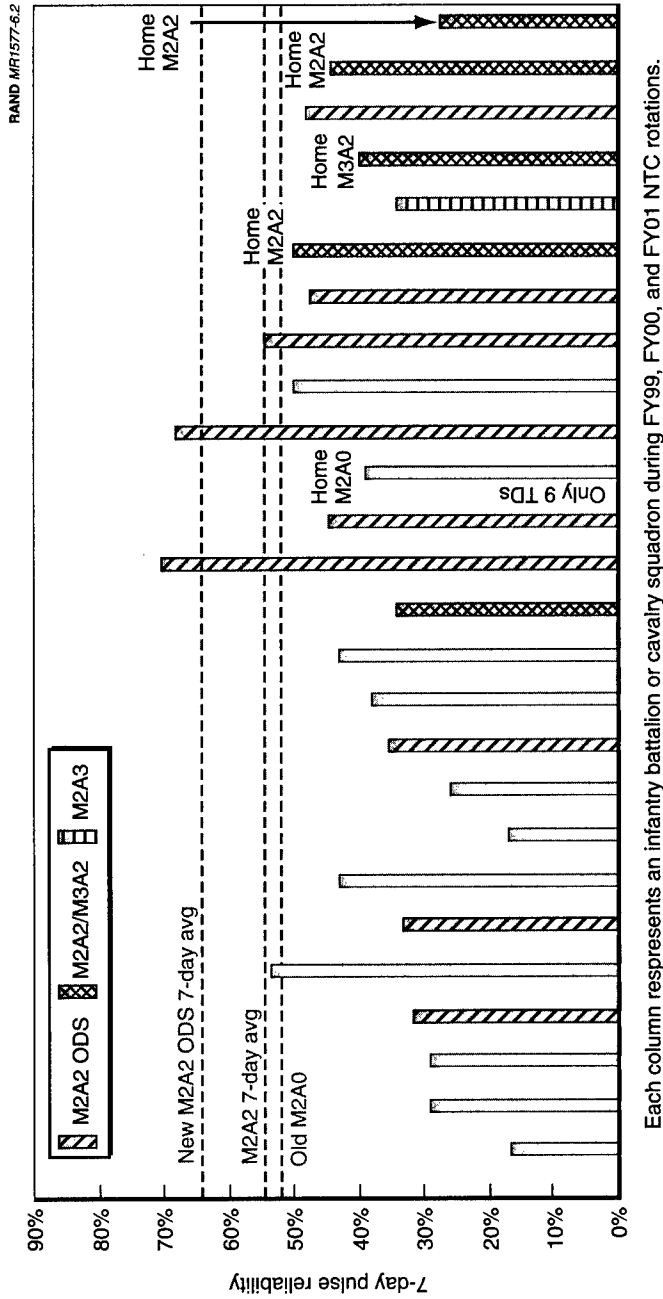 RAND MR1577-6.2
M2A2 ODS
M2A2/M3A2
M2A3
New M2A2 ODS 7-day avg
M2A2 7-day avg
Old M2A0
Home
M2A0
Only 9 TDs
Home
M2A2
Home
M3A2
Home
M2A2
Home
M2A2
7-day pulse reliability
90%
80%
70%
60%
50%
40%
30%
20%
10%
0%
Each column respresents an infantry battalion or cavalry squadron during FY99, FY00, and FY01 NTC rotations.